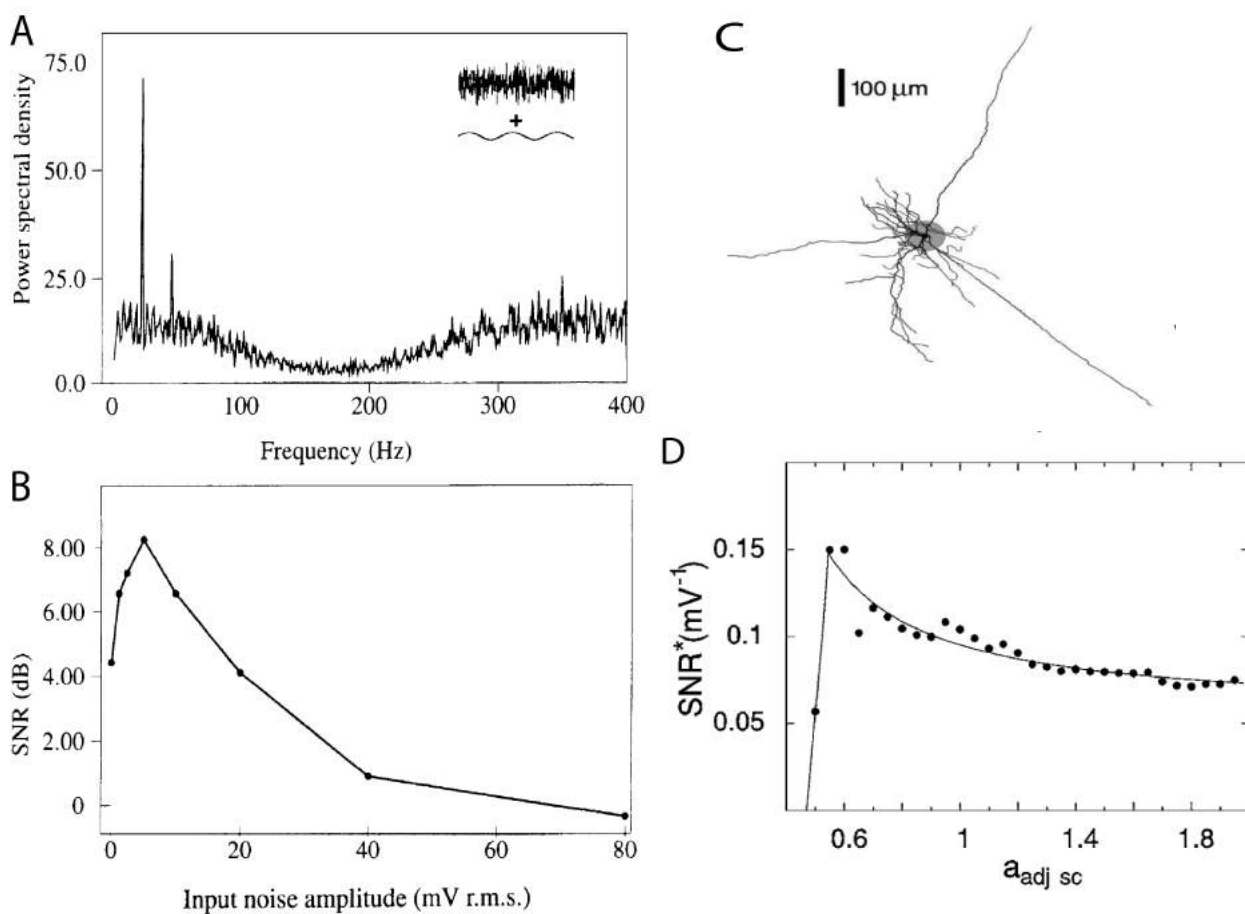 A
Power spectral density
75.0
50.0
25.0
0.0
+
0
100
200
300
400
Frequency (Hz)
B
SNR (dB)
8.00
6.00
4.00
2.00
0
0
20
40
60
80
Input noise amplitude (mV r.m.s.)
C
100 μm
D
SNR*(mV-1)
0.15
0.1
0.05
0.6
1
1.4
1.8
a adj sc